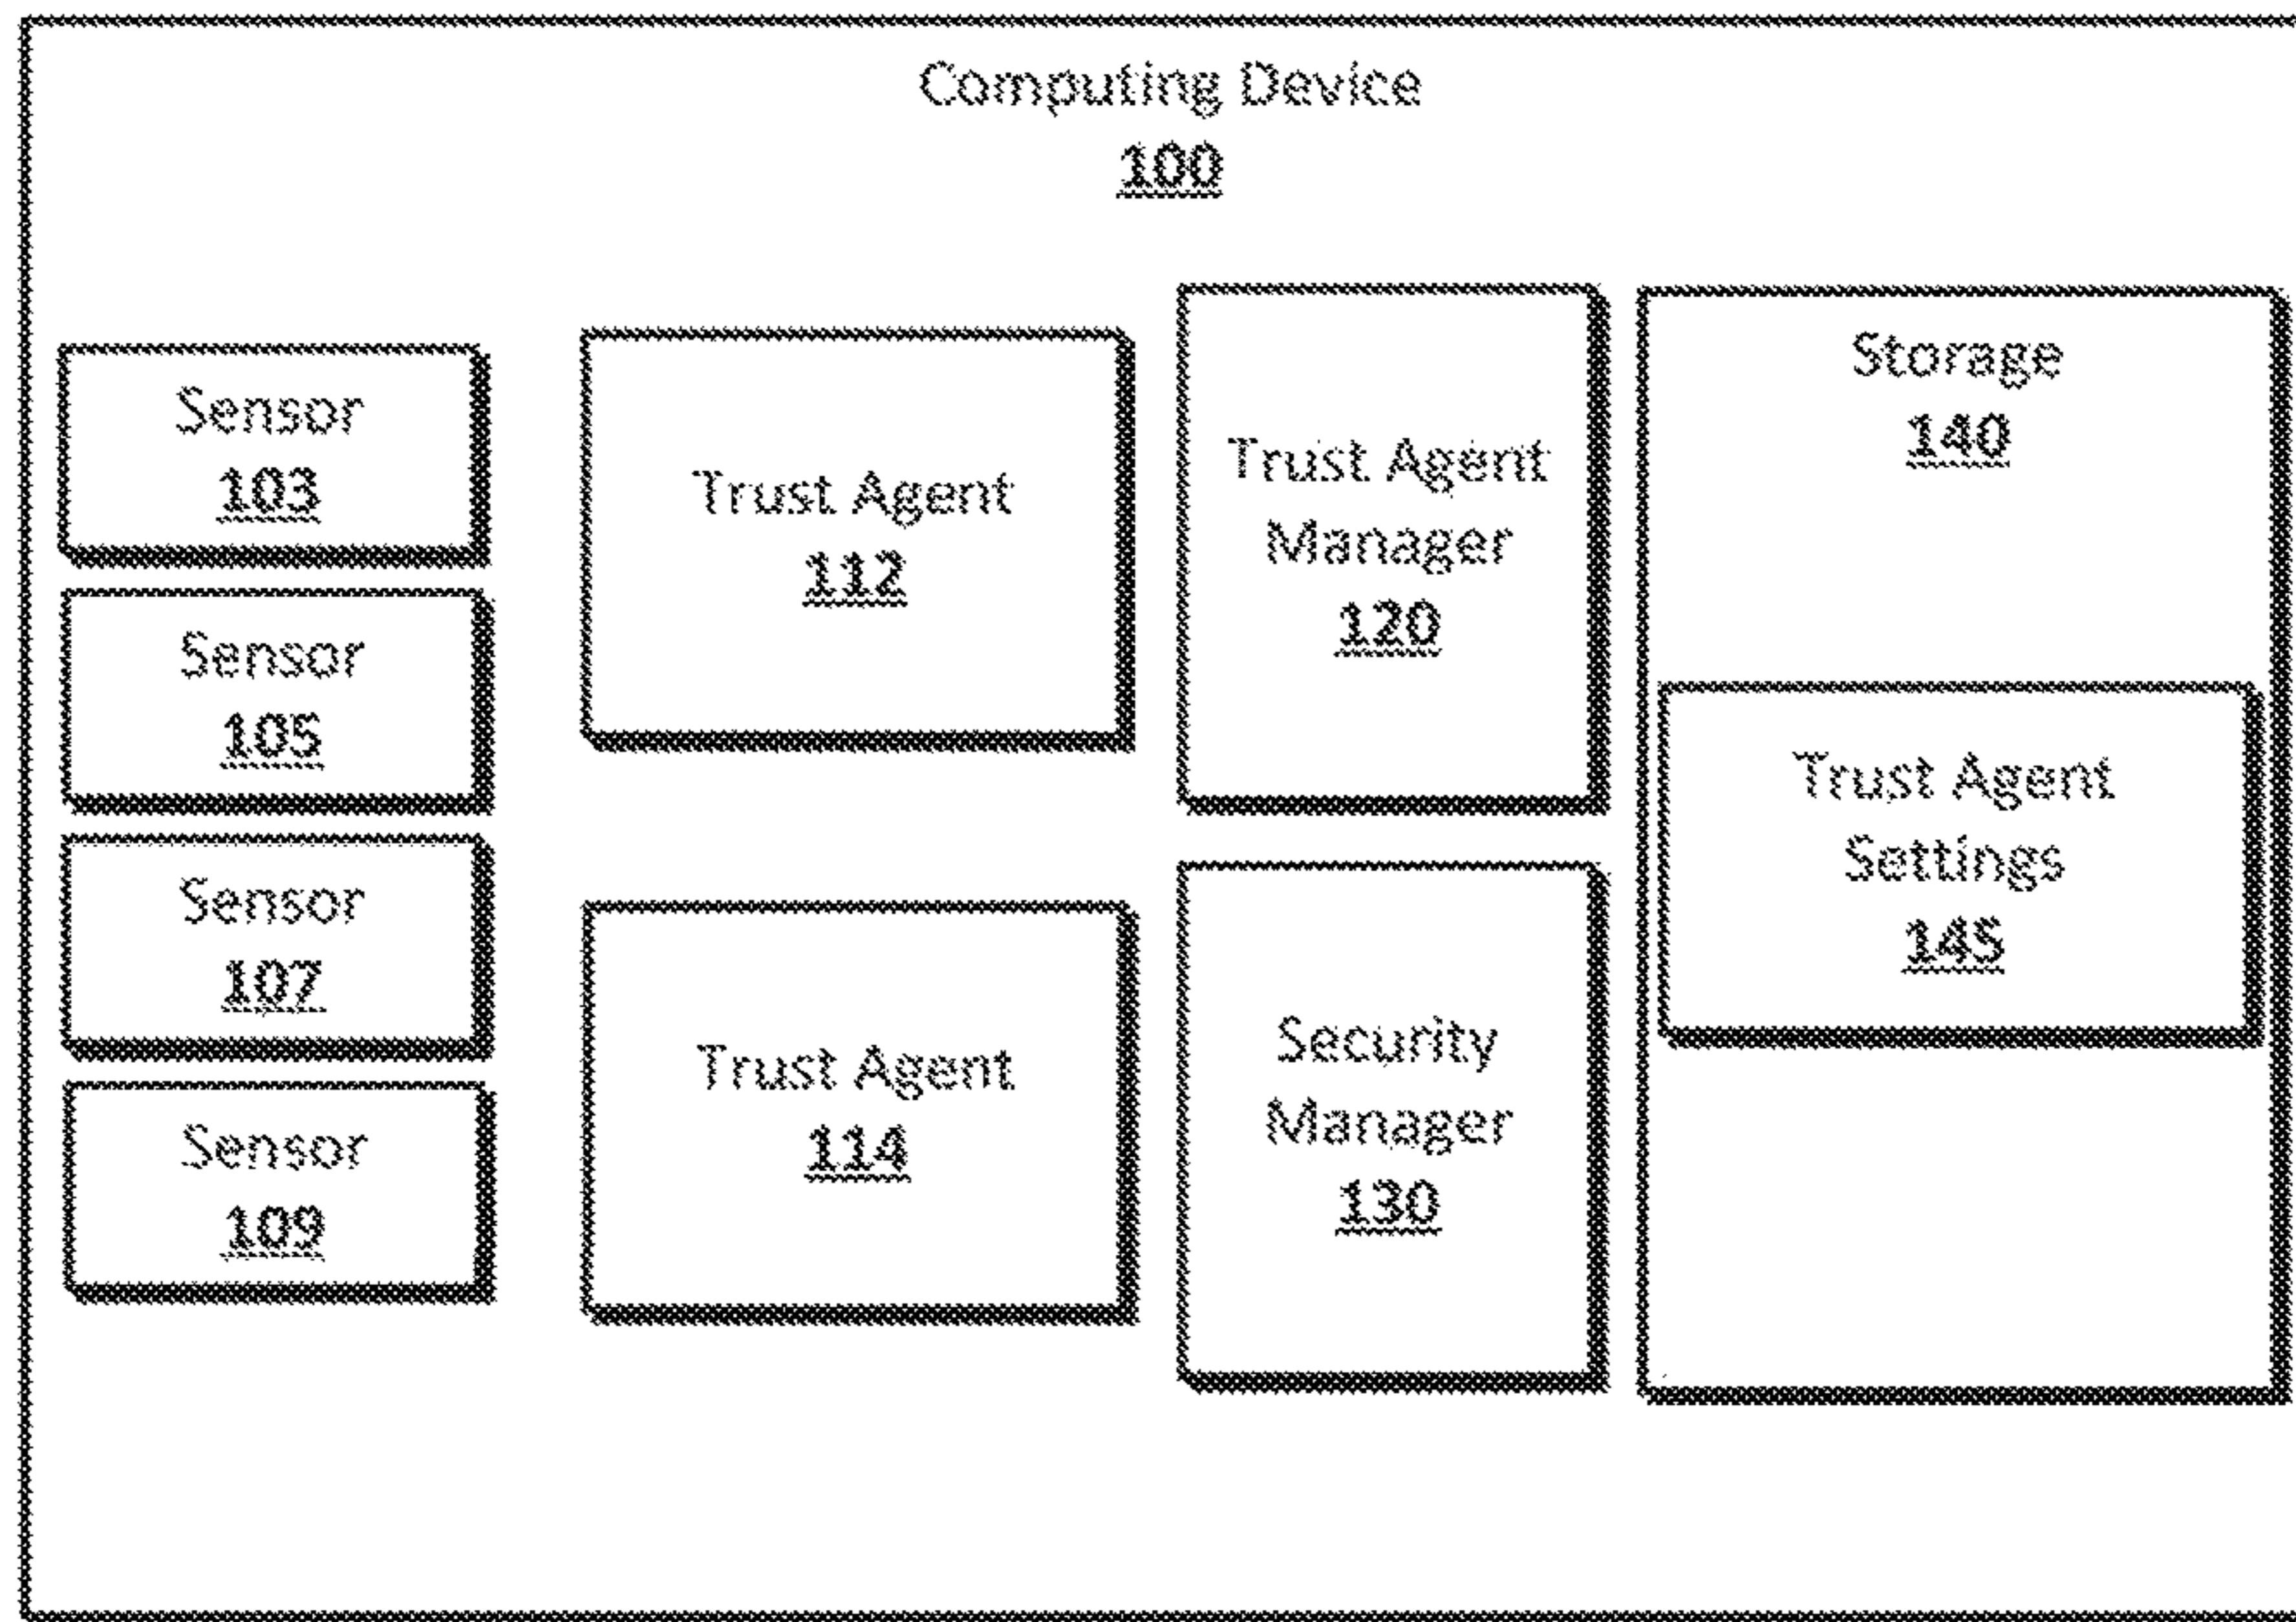 Computing Device
100
Sensor
103
Sensor
105
Sensor
107
Sensor
109
Trust Agent
112
Trust Agent
114
Trust Agent
Manager
120
Security
Manager
130
Storage
140
Trust Agent
Settings
145